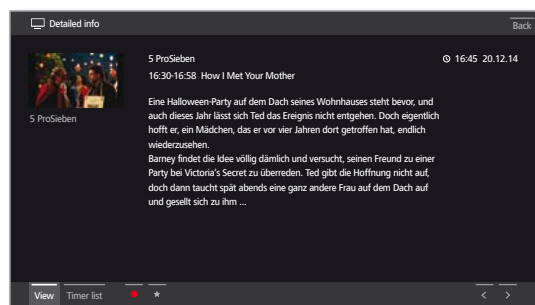 Detailed info
Back
5 ProSieben
16:45 20.12.14
16:30-16:58 How I Met Your Mother
5 ProSieben
Eine Halloween-Party auf dem Dach seines Wohnhauses steht bevor, und
auch dieses Jahr lässt sich Ted das Ereignis nicht entgehen. Doch eigentlich
hofft er, ein Mädchen, das er vor vier Jahren dort getroffen hat, endlich
wiederzusehen.
Barney findet die Idee völlig dämlich und versucht, seinen Freund zu einer
Party bei Victoria’s Secret zu überreden. Ted gibt die Hoffnung nicht auf,
doch dann taucht spät abends eine ganz andere Frau auf dem Dach auf
und gesellt sich zu ihm ...
View Timer list ★ < >